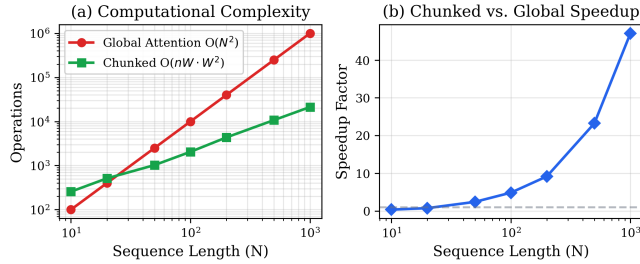 (a) Computational Complexity
Operations
10⁶
10⁵
10⁴
10³
10²
Global Attention O(N²)
Chunked O(nW · W²)
10¹
10²
10³
Sequence Length (N)
(b) Chunked vs. Global Speedup
Speedup Factor
40
30
20
10
0
10¹
10²
10³
Sequence Length (N)